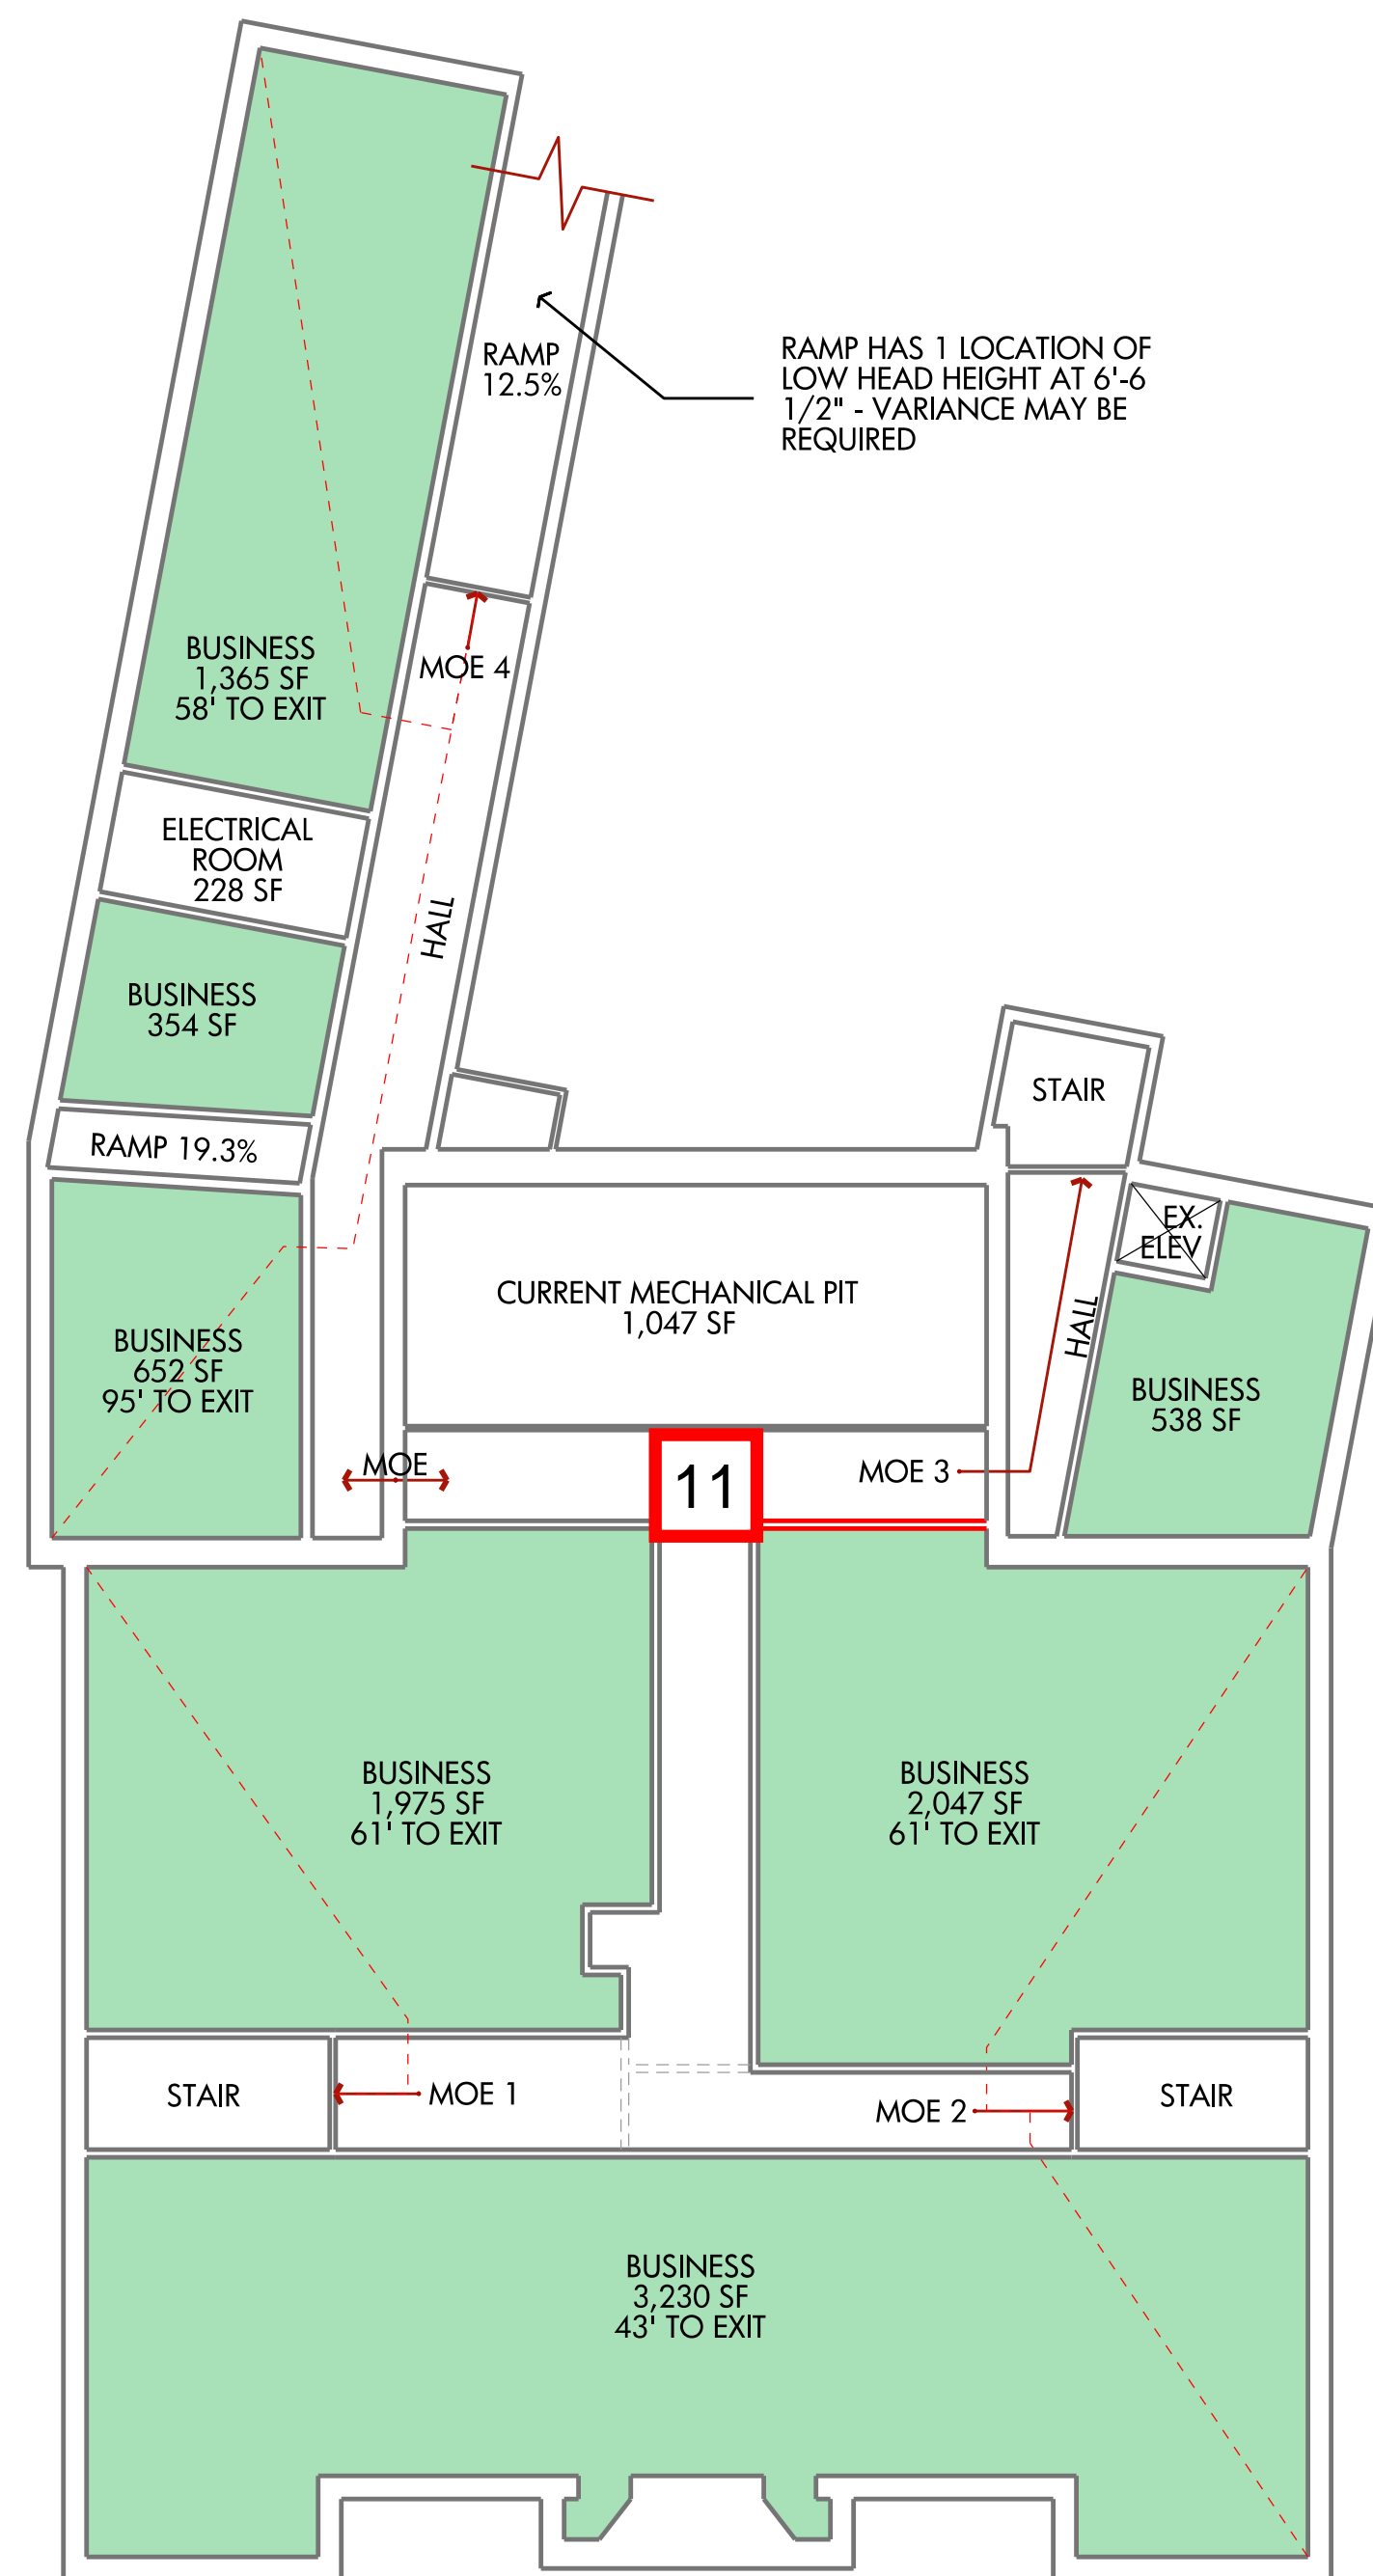 RAMP
12.5%
RAMP HAS 1 LOCATION OF
LOW HEAD HEIGHT AT 6'-6
1/2" - VARIANCE MAY BE
REQUIRED
BUSINESS
1,365 SF
58' TO EXIT
MOE 4
ELECTRICAL
ROOM
228 SF
HALL
BUSINESS
354 SF
STAIR
RAMP 19.3%
EX.
ELEV
CURRENT MECHANICAL PIT
1,047 SF
HALL
BUSINESS
652 SF
95' TO EXIT
BUSINESS
538 SF
MOE
11
MOE 3
BUSINESS
1,975 SF
61' TO EXIT
BUSINESS
2,047 SF
61' TO EXIT
STAIR
MOE 1
MOE 2
STAIR
BUSINESS
3,230 SF
43' TO EXIT